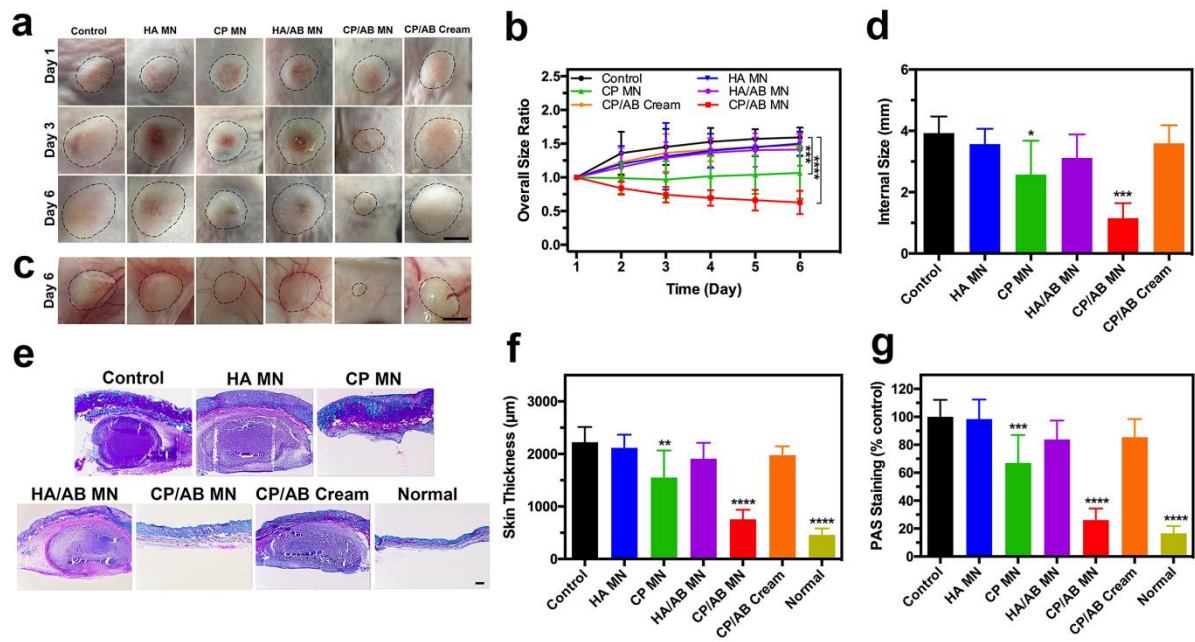 a
Control HA MN CP MN HA/AB MN CP/AB MN CP/AB Cream
Day 1
Day 3
Day 6
c
Day 6
b
Control
CP MN
CP/AB Cream
HA MN
HA/AB MN
CP/AB MN
Overall Size Ratio
2.5
2.0
1.5
1.0
0.5
0.0
***
****
1 2 3 4 5 6
Time (Day)
d
Internal Size (mm)
6
4
2
0
*
***
Control HA MN CP MN HA/AB MN CP/AB MN CP/AB Cream
e
Control HA MN CP MN
HA/AB MN CP/AB MN CP/AB Cream Normal
f
Skin Thickness (µm)
3000
2000
1000
0
**
****
****
Control HA MN CP MN HA/AB MN CP/AB MN CP/AB Cream Normal
g
PAS Staining (% control)
120
100
80
60
40
20
0
***
****
****
Control HA MN CP MN HA/AB MN CP/AB MN CP/AB Cream Normal